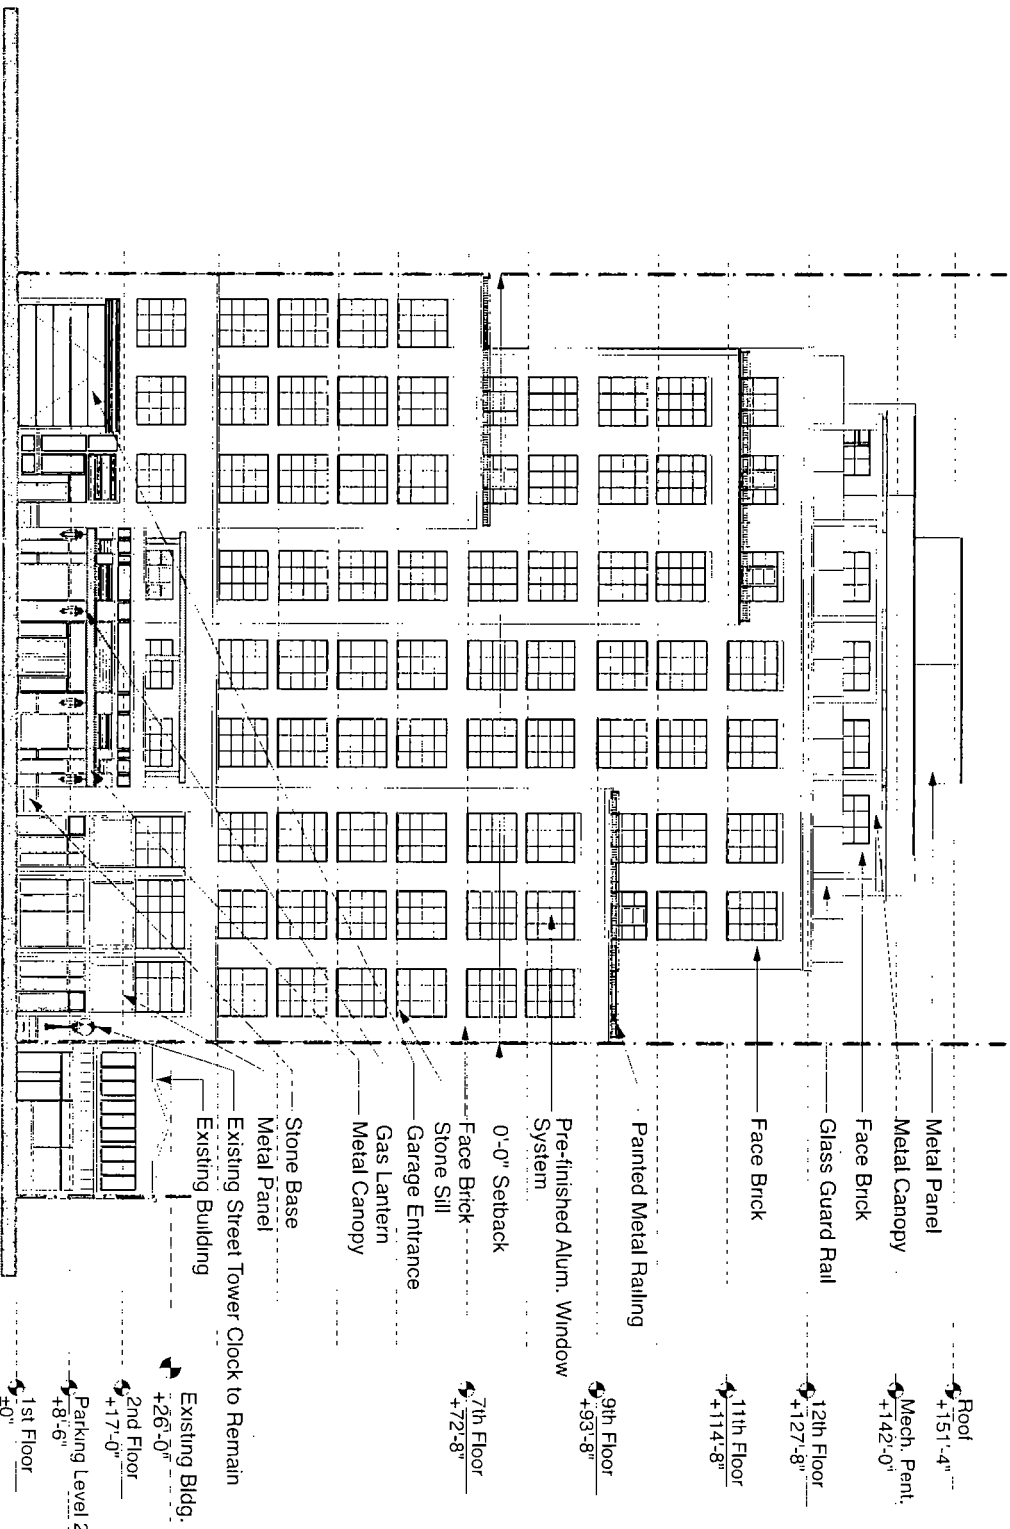 Metal Panel
Metal Canopy
Face Brick
Glass Guard Rail
Face Brick
Painted Metal Railing
Pre-finished Alum. Window
System
0'-0" Setback
Face Brick
Stone Sill
Garage Entrance
Gas Lantern
Metal Canopy
Stone Base
Metal Panel
Existing Street Tower Clock to Remain
Existing Building
Roof
+151'-4"
Mech. Pent.
+142'-0"
12th Floor
+127'-8"
11th Floor
+114'-8"
9th Floor
+93'-8"
7th Floor
+72'-8"
Existing Bldg.
+26'-0"
2nd Floor
+17'-0"
Parking Level 2
+8'-6"
1st Floor
±0"